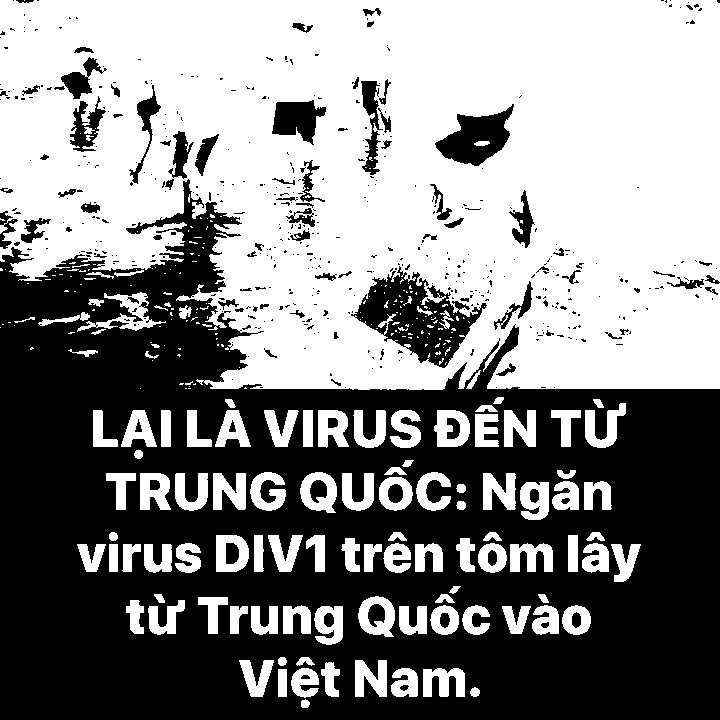 LẠI LÀ VIRUS ĐẾN TỪ
TRUNG QUỐC: Ngăn
virus DIV1 trên tôm lây
từ Trung Quốc vào
Việt Nam.